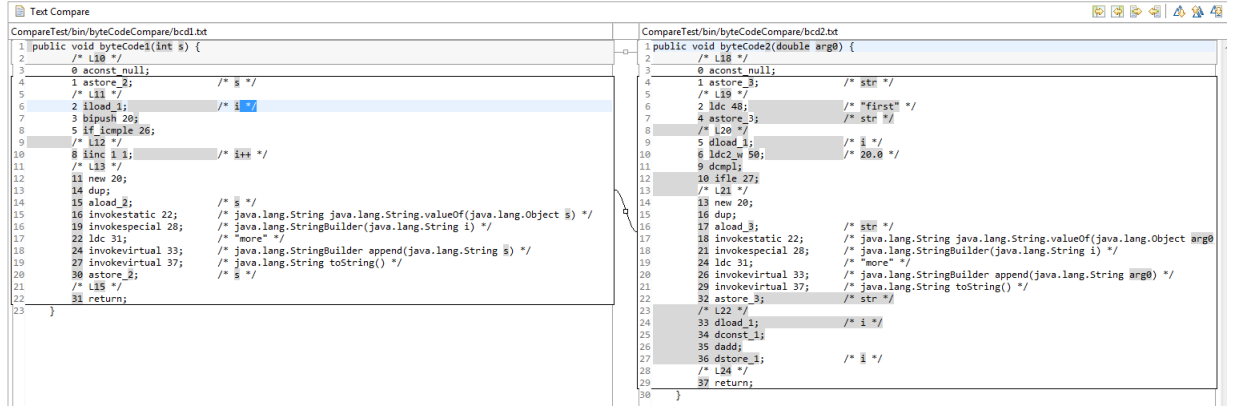 Text Compare
CompareTest/bin/byteCodeCompare/bcd1.txt
1 public void byteCode1(int s) {
2 /* L10 */
3 0 aconst_null;
4 1 astore_2; /* s */
5 /* L11 */
6 2 iload_1; /* i */
7 3 bipush 20;
8 5 if_icmple 26;
9 /* L12 */
10 8 iinc 1 1; /* i++ */
11 /* L13 */
12 11 new 20;
13 14 dup;
14 15 aload_2; /* s */
15 16 invokestatic 22; /* java.lang.String java.lang.String.valueOf(java.lang.Object s) */
16 19 invokespecial 28; /* java.lang.StringBuilder(java.lang.String i) */
17 22 ldc 31; /* "more" */
18 24 invokevirtual 33; /* java.lang.StringBuilder append(java.lang.String s) */
19 27 invokevirtual 37; /* java.lang.String toString() */
20 30 astore_2; /* s */
21 /* L15 */
22 31 return;
23 }
CompareTest/bin/byteCodeCompare/bcd2.txt
1 public void byteCode2(double arg0) {
2 /* L18 */
3 0 aconst_null;
4 1 astore_3; /* str */
5 /* L19 */
6 2 ldc 48; /* "first" */
7 4 astore_3; /* str */
8 /* L20 */
9 5 dload_1; /* i */
10 6 ldc2_w 50; /* 20.0 */
11 9 dcmpl;
12 10 ifle 27;
13 /* L21 */
14 13 new 20;
15 16 dup;
16 17 aload_3; /* str */
17 18 invokestatic 22; /* java.lang.String java.lang.String.valueOf(java.lang.Object arg0
18 21 invokespecial 28; /* java.lang.StringBuilder(java.lang.String i) */
19 24 ldc 31; /* "more" */
20 26 invokevirtual 33; /* java.lang.StringBuilder append(java.lang.String arg0) */
21 29 invokevirtual 37; /* java.lang.String toString() */
22 32 astore_3; /* str */
23 /* L22 */
24 33 dload_1; /* i */
25 34 dconst_1;
26 35 dadd;
27 36 dstore_1; /* i */
28 /* L24 */
29 37 return;
30 }